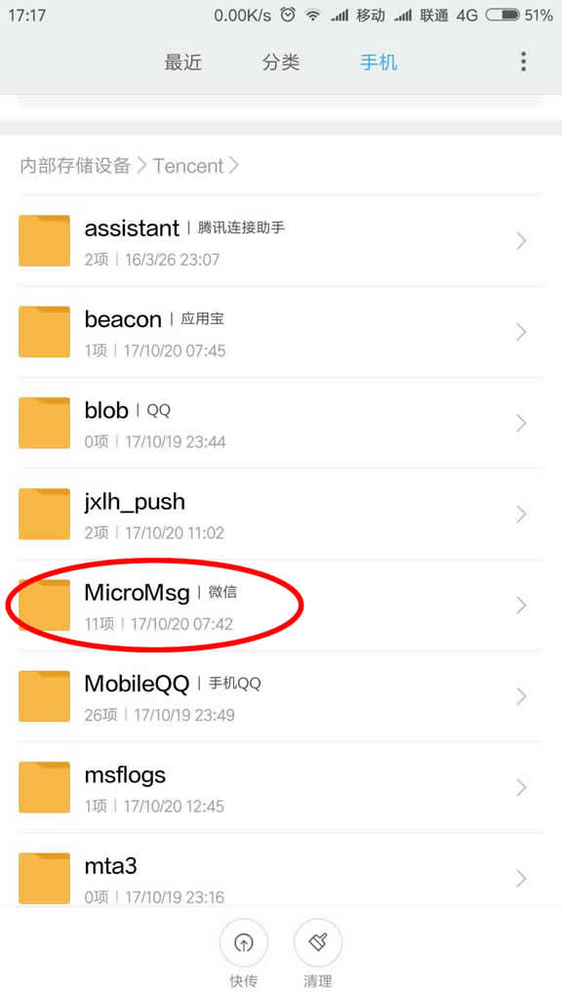 17:17 0.00K/s 移动 联通 4G 51%
最近 分类 手机
内部存储设备 Tencent
assistant | 腾讯连接助手
2项 | 16/3/26 23:07
beacon | 应用宝
1项 | 17/10/20 07:45
blob | QQ
0项 | 17/10/19 23:44
jxlh_push
2项 | 17/10/20 11:02
MicroMsg | 微信
11项 | 17/10/20 07:42
MobileQQ | 手机QQ
26项 | 17/10/19 23:49
msflogs
1项 | 17/10/20 12:45
mta3
0项 | 17/10/19 23:16
快传 清理